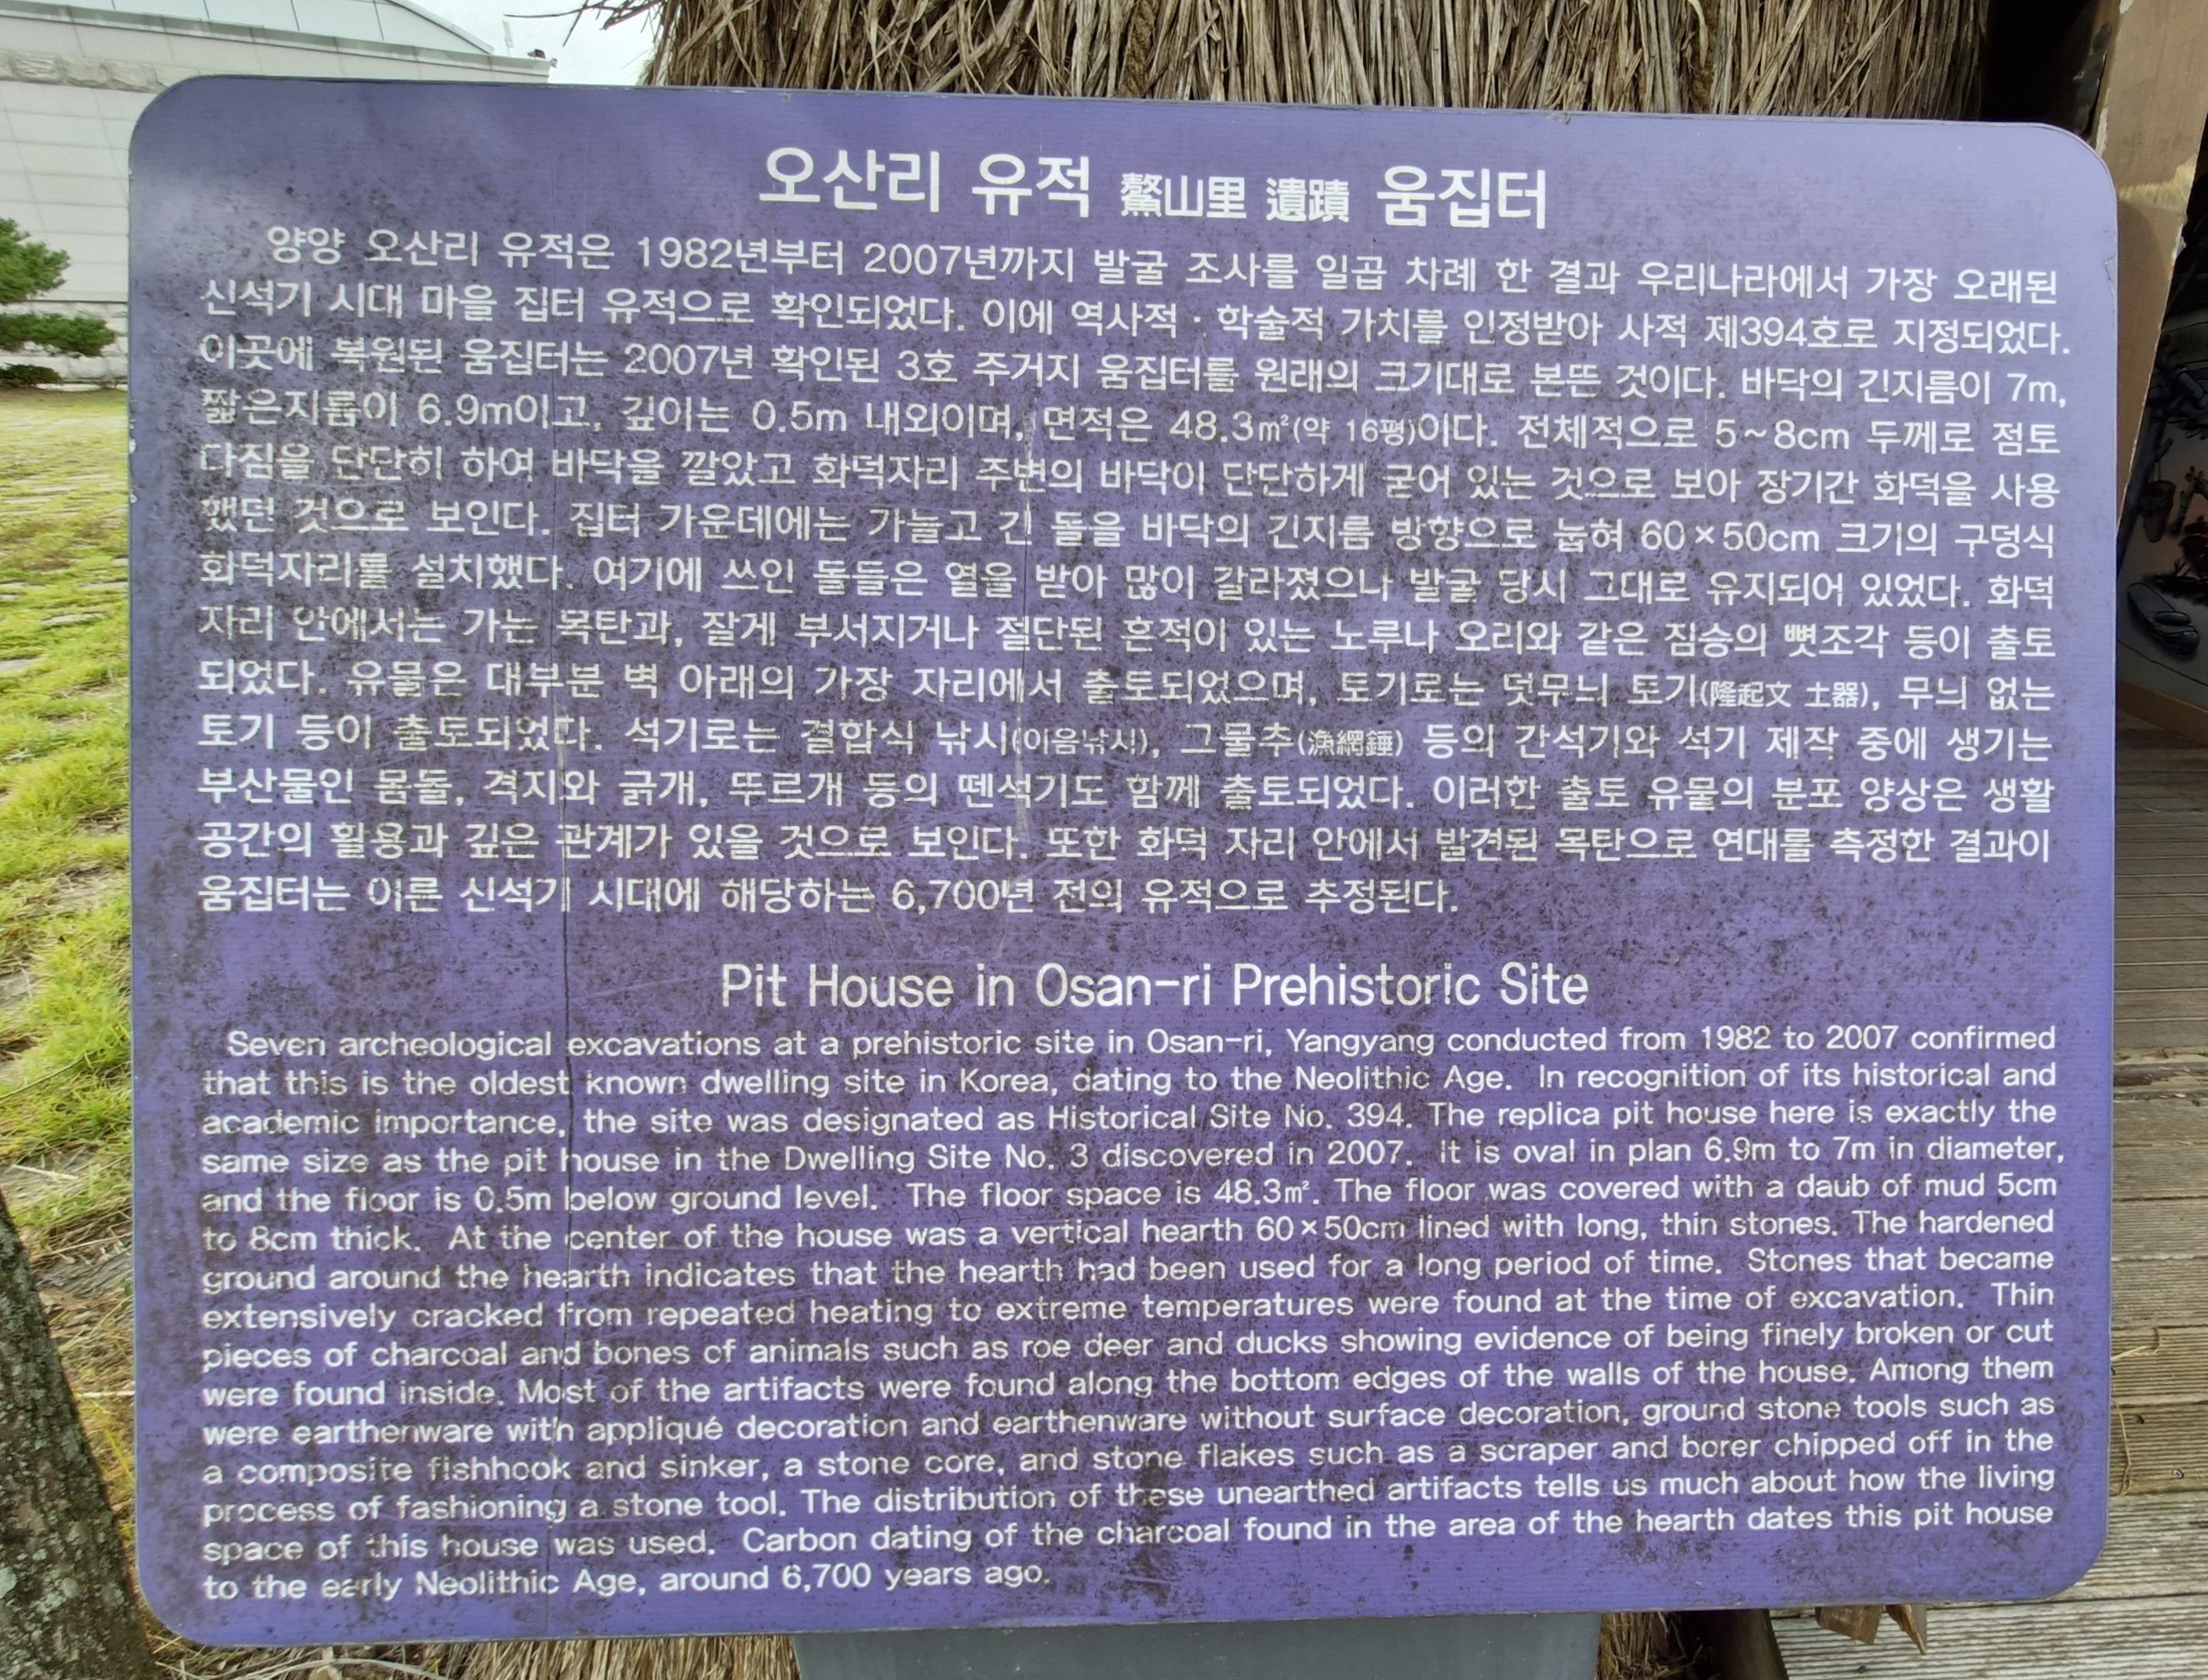 오산리 유적 鰲山里 遺蹟 움집터
양양 오산리 유적은 1982년부터 2007년까지 발굴 조사를 일곱 차례 한 결과 우리나라에서 가장 오래된
신석기 시대 마을 집터 유적으로 확인되었다. 이에 역사적·학술적 가치를 인정받아 사적 제394호로 지정되었다.
이곳에 복원된 움집터는 2007년 확인된 3호 주거지 움집터를 원래의 크기대로 본뜬 것이다. 바닥의 긴지름이 7m,
짧은지름이 6.9m이고, 깊이는 0.5m 내외이며, 면적은 48.3㎡(약 16평)이다. 전체적으로 5~8cm 두께로 점토
다짐을 단단히 하여 바닥을 깔았고 화덕자리 주변의 바닥이 단단하게 굳어 있는 것으로 보아 장기간 화덕을 사용
했던 것으로 보인다. 집터 가운데에는 가늘고 긴 돌을 바닥의 긴지름 방향으로 눕혀 60×50cm 크기의 구덩식
화덕자리를 설치했다. 여기에 쓰인 돌들은 열을 받아 많이 갈라졌으나 발굴 당시 그대로 유지되어 있었다. 화덕
자리 안에서는 가는 목탄과, 잘게 부서지거나 절단된 흔적이 있는 노루나 오리와 같은 짐승의 뼛조각 등이 출토
되었다. 유물은 대부분 벽 아래의 가장 자리에서 출토되었으며, 토기로는 덧무늬 토기(隆起文 土器), 무늬 없는
토기 등이 출토되었다. 석기로는 결합식 낚시(이음낚시), 그물추(漁網錘) 등의 간석기와 석기 제작 중에 생기는
부산물인 몸돌, 격지와 긁개, 뚜르개 등의 뗀석기도 함께 출토되었다. 이러한 출토 유물의 분포 양상은 생활
공간의 활용과 깊은 관계가 있을 것으로 보인다. 또한 화덕 자리 안에서 발견된 목탄으로 연대를 측정한 결과이
움집터는 이른 신석기 시대에 해당하는 6,700년 전의 유적으로 추정된다.
Pit House in Osan-ri Prehistoric Site
Seven archeological excavations at a prehistoric site in Osan-ri, Yangyang conducted from 1982 to 2007 confirmed
that this is the oldest known dwelling site in Korea, dating to the Neolithic Age. In recognition of its historical and
academic importance, the site was designated as Historical Site No. 394. The replica pit house here is exactly the
same size as the pit house in the Dwelling Site No. 3 discovered in 2007. It is oval in plan 6.9m to 7m in diameter,
and the floor is 0.5m below ground level. The floor space is 48.3㎡. The floor was covered with a daub of mud 5cm
to 8cm thick. At the center of the house was a vertical hearth 60×50cm lined with long, thin stones. The hardened
ground around the hearth indicates that the hearth had been used for a long period of time. Stones that became
extensively cracked from repeated heating to extreme temperatures were found at the time of excavation. Thin
pieces of charcoal and bones of animals such as roe deer and ducks showing evidence of being finely broken or cut
were found inside. Most of the artifacts were found along the bottom edges of the walls of the house. Among them
were earthenware with appliqué decoration and earthenware without surface decoration, ground stone tools such as
a composite fishhook and sinker, a stone core, and stone flakes such as a scraper and borer chipped off in the
process of fashioning a stone tool. The distribution of these unearthed artifacts tells us much about how the living
space of this house was used. Carbon dating of the charcoal found in the area of the hearth dates this pit house
to the early Neolithic Age, around 6,700 years ago.